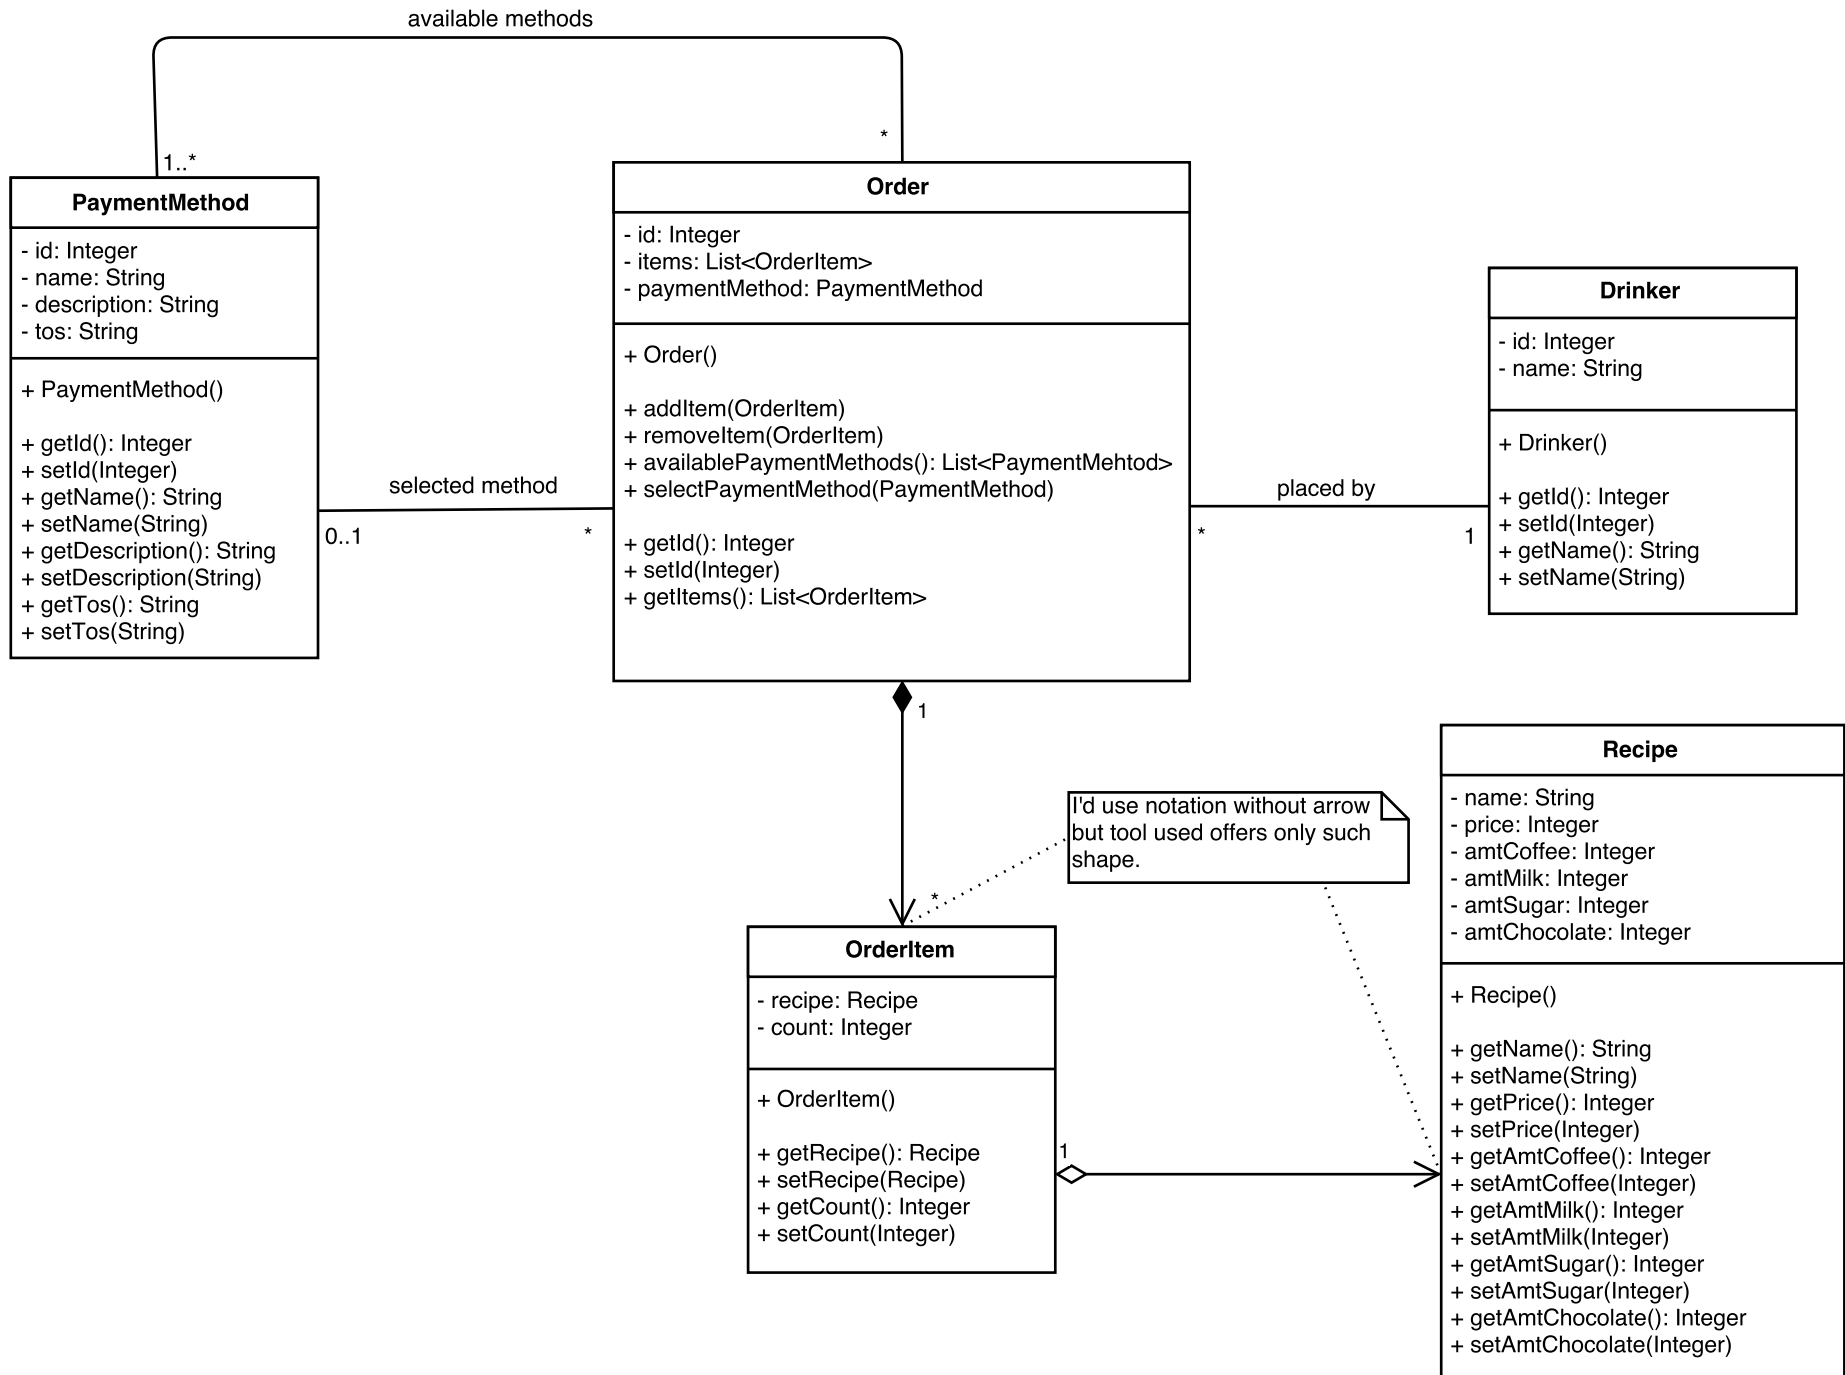 available methods
1..*
*
PaymentMethod
- id: Integer
- name: String
- description: String
- tos: String
+ PaymentMethod()
+ getId(): Integer
+ setId(Integer)
+ getName(): String
+ setName(String)
+ getDescription(): String
+ setDescription(String)
+ getTos(): String
+ setTos(String)
selected method
0..1
*
Order
- id: Integer
- items: List<OrderItem>
- paymentMethod: PaymentMethod
+ Order()
+ addItem(OrderItem)
+ removeItem(OrderItem)
+ availablePaymentMethods(): List<PaymentMehtod>
+ selectPaymentMethod(PaymentMethod)
+ getId(): Integer
+ setId(Integer)
+ getItems(): List<OrderItem>
placed by
*
1
Drinker
- id: Integer
- name: String
+ Drinker()
+ getId(): Integer
+ setId(Integer)
+ getName(): String
+ setName(String)
1
*
I'd use notation without arrow
but tool used offers only such
shape.
OrderItem
- recipe: Recipe
- count: Integer
+ OrderItem()
+ getRecipe(): Recipe
+ setRecipe(Recipe)
+ getCount(): Integer
+ setCount(Integer)
1
Recipe
- name: String
- price: Integer
- amtCoffee: Integer
- amtMilk: Integer
- amtSugar: Integer
- amtChocolate: Integer
+ Recipe()
+ getName(): String
+ setName(String)
+ getPrice(): Integer
+ setPrice(Integer)
+ getAmtCoffee(): Integer
+ setAmtCoffee(Integer)
+ getAmtMilk(): Integer
+ setAmtMilk(Integer)
+ getAmtSugar(): Integer
+ setAmtSugar(Integer)
+ getAmtChocolate(): Integer
+ setAmtChocolate(Integer)